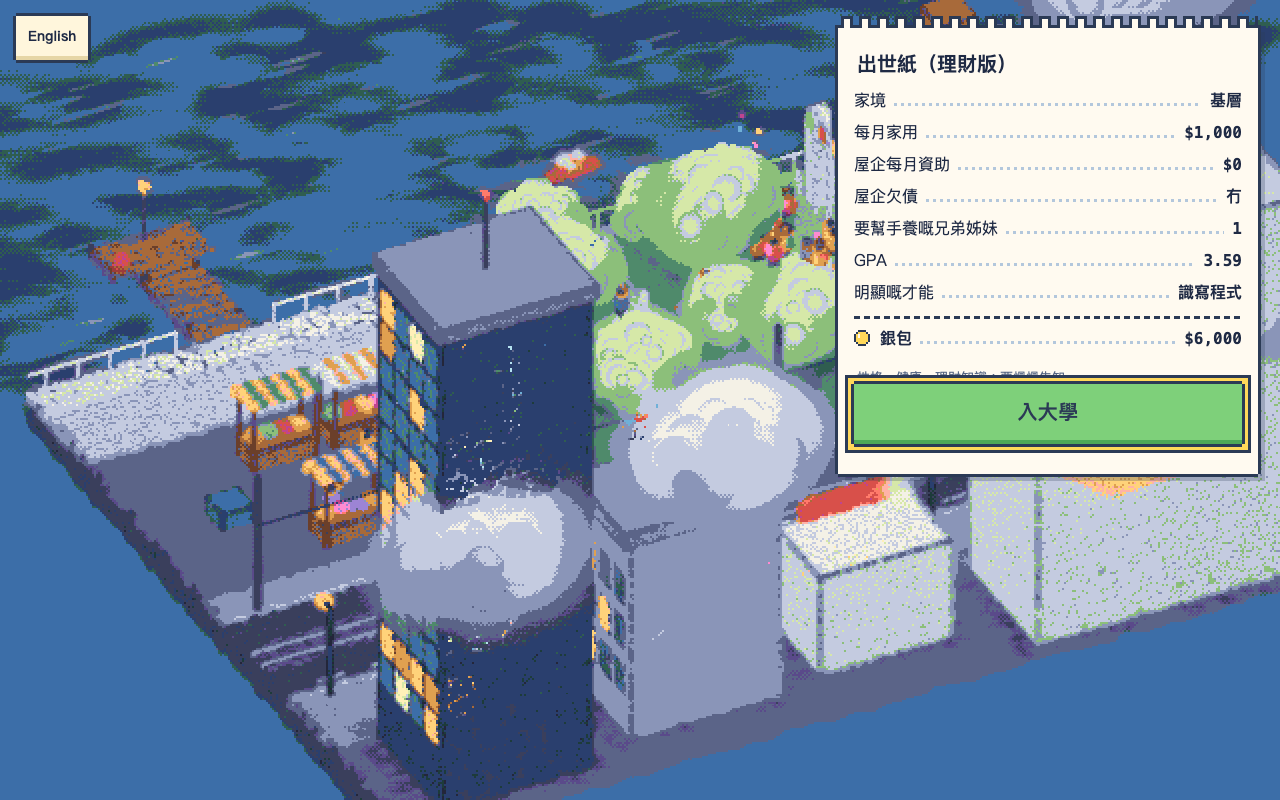 English
出世紙（理財版）
家境 基層
每月家用 $1,000
屋企每月資助 $0
屋企欠債 冇
要幫手養嘅兄弟姊妹 1
GPA 3.59
明顯嘅才能 識寫程式
銀包 $6,000
入大學